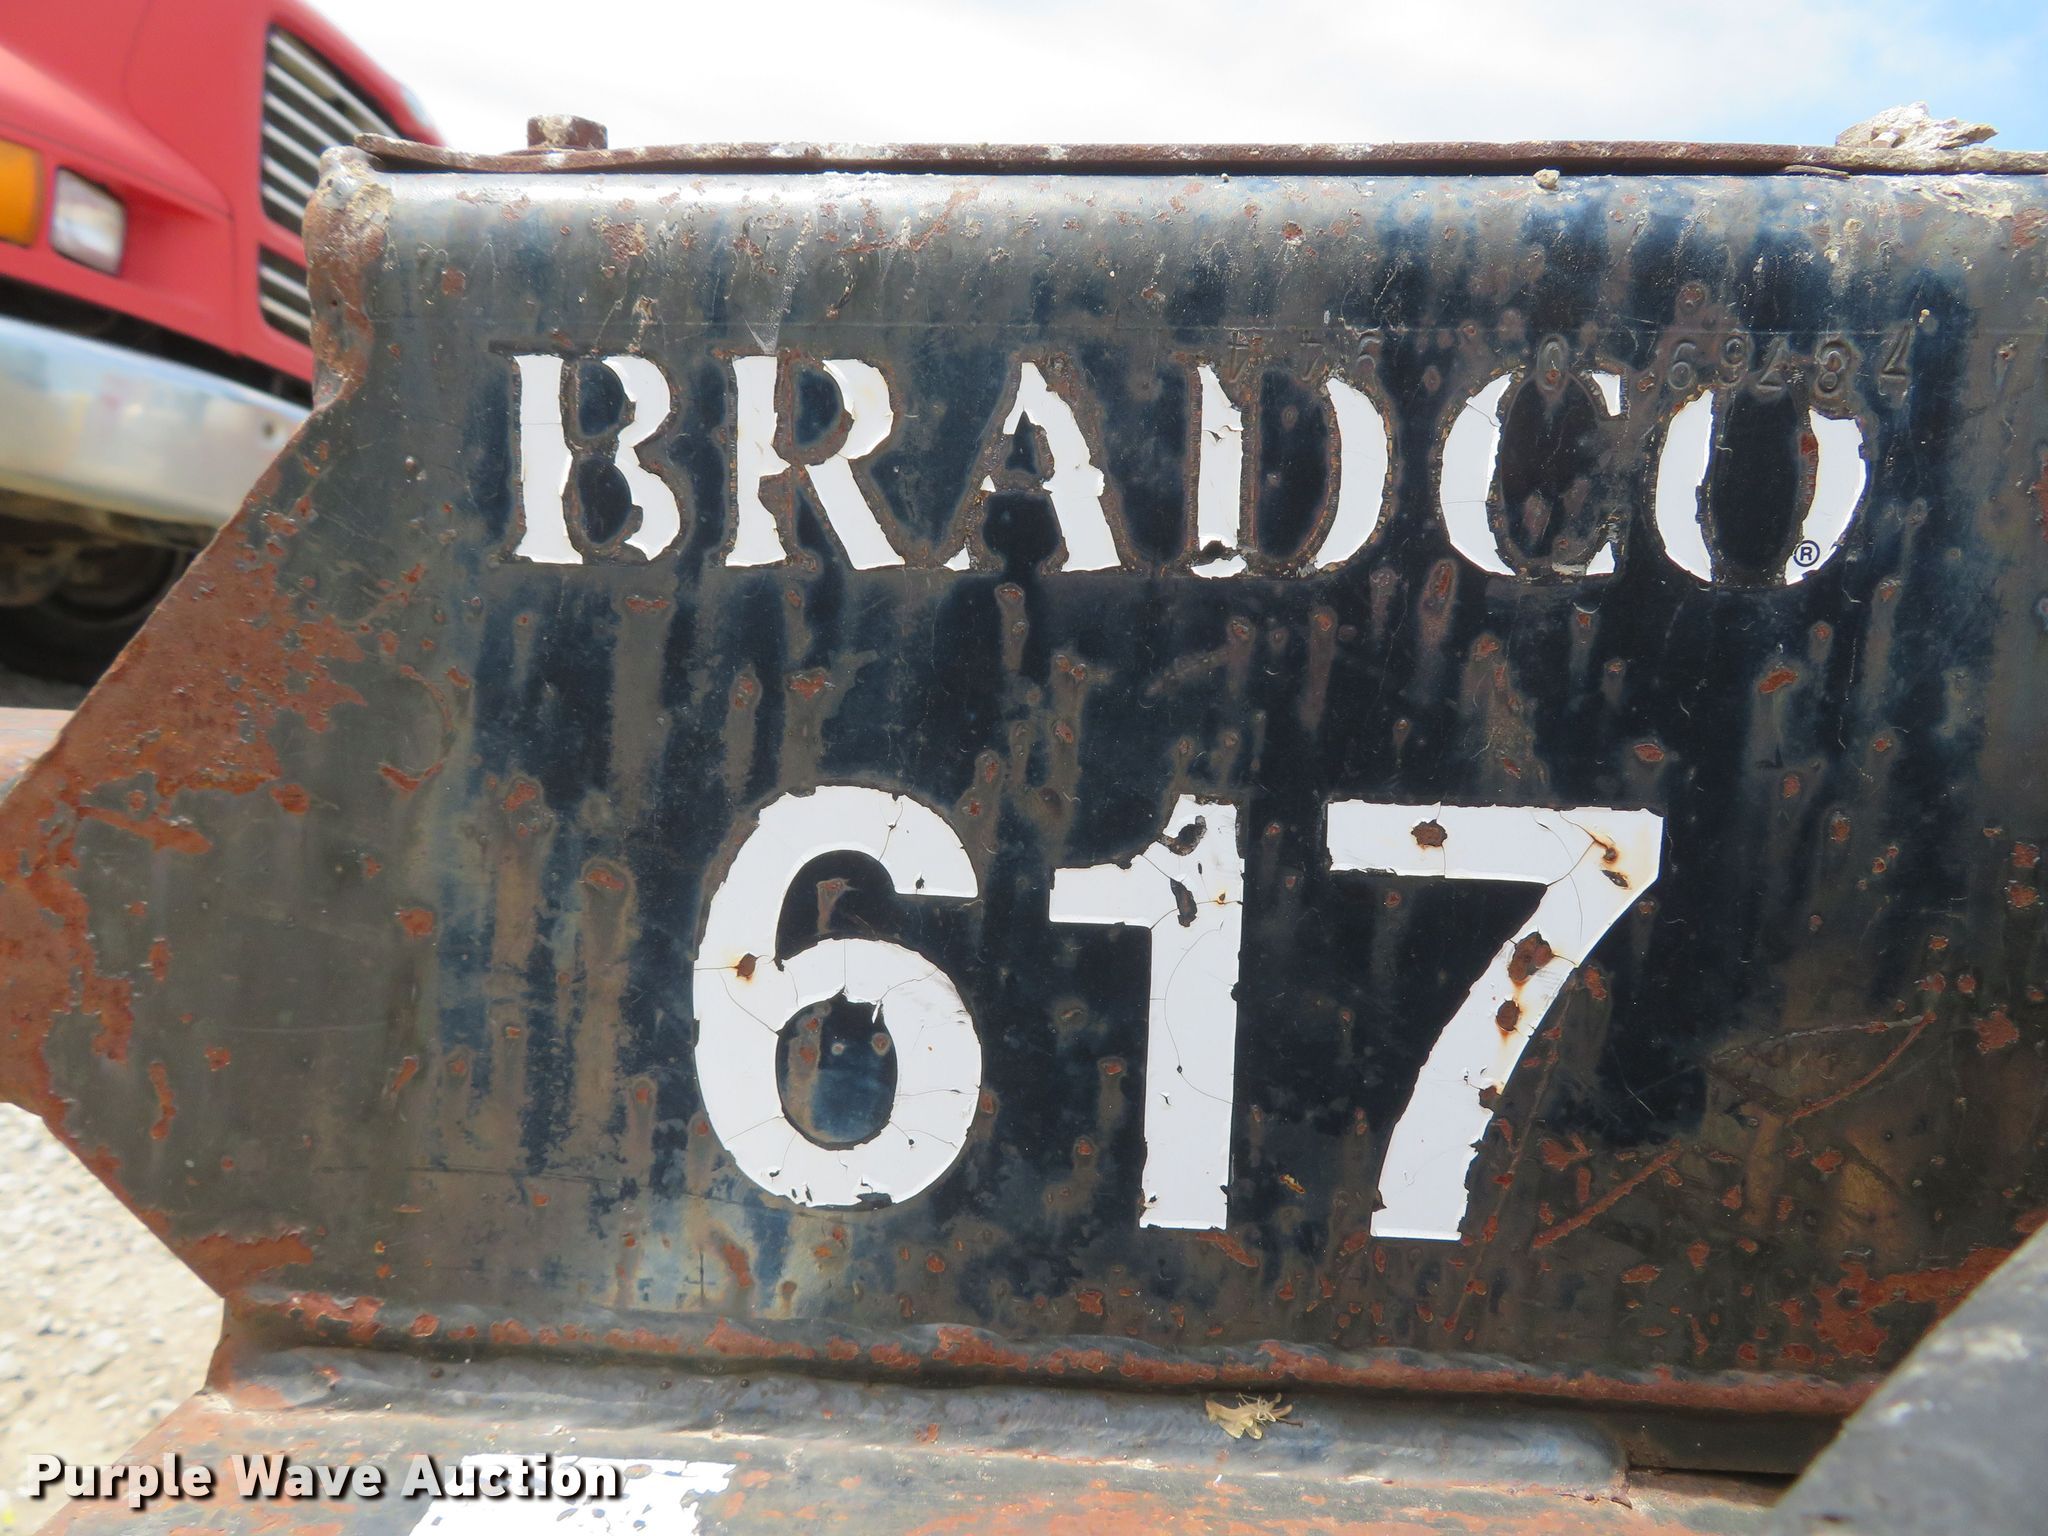 BRADCO®
617
Purple Wave Auction